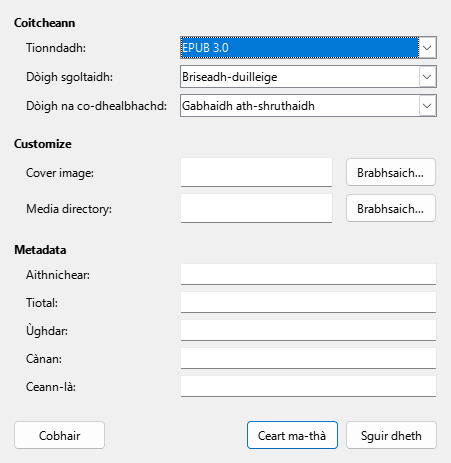 Coitcheann
Tionndadh: EPUB 3.0
Dòigh sgoltaidh: Briseadh-duilleige
Dòigh na co-dhealbhachd: Gabhaidh ath-shruthaidh
Customize
Cover image: Brabhsaich...
Media directory: Brabhsaich...
Metadata
Aithnichear:
Tiotal:
Ùghdar:
Cànan:
Ceann-là:
Cobhair Ceart ma-thà Sguir dheth